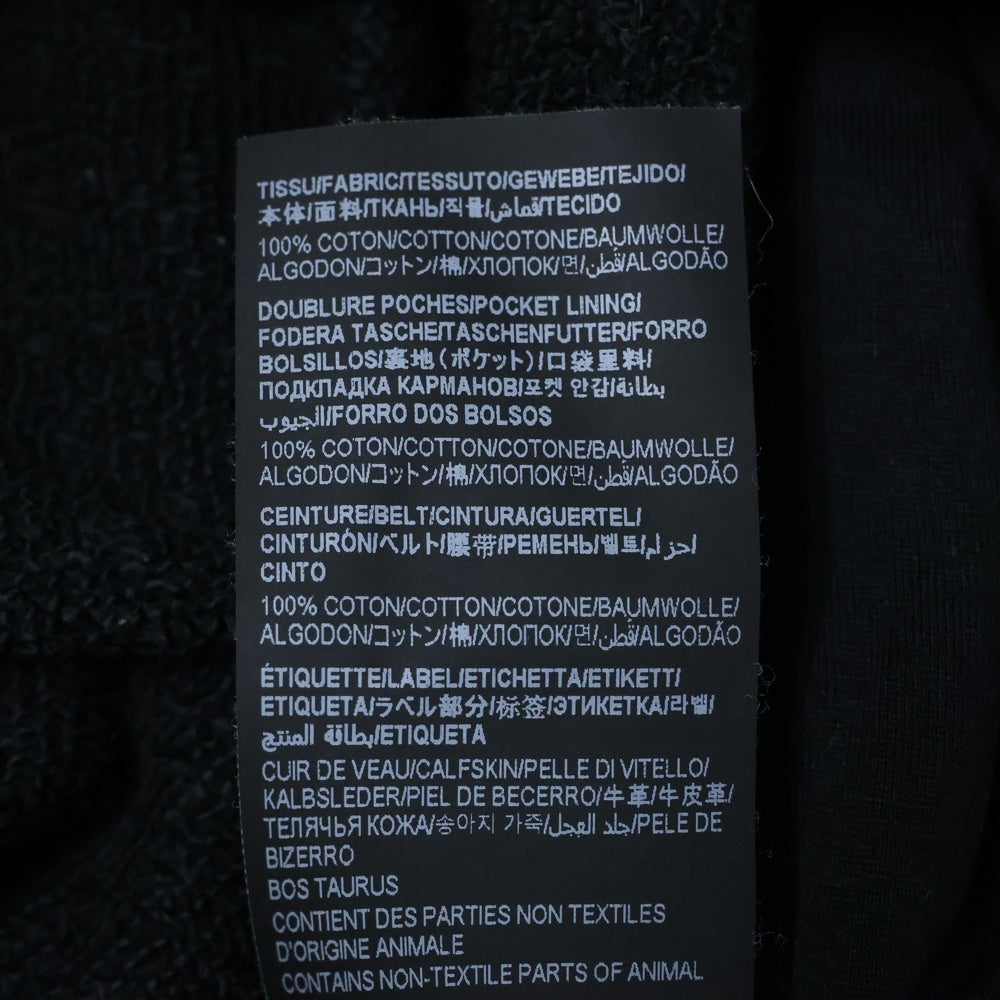 TISSU/FABRIC/TESSUTO/GEWEBE/TEJIDO/
本体/面料/ТКАНЬ/직물/قماش/TECIDO
100% COTON/COTTON/COTONE/BAUMWOLLE/
ALGODON/コットン/棉/ХЛОПОК/면/قطن/ALGODÃO
DOUBLURE POCHES/POCKET LINING/
FODERA TASCHE/TASCHENFUTTER/FORRO
BOLSILLOS/裏地(ポケット)/口袋里料/
ПОДКЛАДКА КАРМАНОВ/포켓 안감/بطانة
الجيوب/FORRO DOS BOLSOS
100% COTON/COTTON/COTONE/BAUMWOLLE/
ALGODON/コットン/棉/ХЛОПОК/면/قطن/ALGODÃO
CEINTURE/BELT/CINTURA/GUERTEL/
CINTURÓN/ベルト/腰带/РЕМЕНЬ/벨트/حزام/
CINTO
100% COTON/COTTON/COTONE/BAUMWOLLE/
ALGODON/コットン/棉/ХЛОПОК/면/قطن/ALGODÃO
ÉTIQUETTE/LABEL/ETICHETTA/ETIKETT/
ETIQUETA/ラベル部分/标签/ЭТИКЕТКА/라벨/
بطاقة المنتج/ETIQUETA
CUIR DE VEAU/CALFSKIN/PELLE DI VITELLO/
KALBSLEDER/PIEL DE BECERRO/牛革/牛皮革/
ТЕЛЯЧЬЯ КОЖА/송아지 가죽/جلد العجل/PELE DE
BIZERRO
BOS TAURUS
CONTIENT DES PARTIES NON TEXTILES
D'ORIGINE ANIMALE
CONTAINS NON-TEXTILE PARTS OF ANIMAL